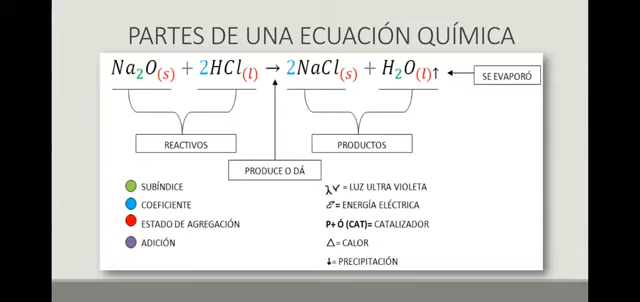 PARTES DE UNA ECUACIÓN QUÍMICA
Na₂O(s) + 2HCl(l) → 2NaCl(s) + H₂O(l)↑
SE EVAPORÓ
REACTIVOS
PRODUCTOS
PRODUCE O DÁ
SUBÍNDICE
COEFICIENTE
ESTADO DE AGREGACIÓN
ADICIÓN
λν = LUZ ULTRA VIOLETA
ℰ= ENERGÍA ELÉCTRICA
P+ Ó (CAT)= CATALIZADOR
△= CALOR
↓= PRECIPITACIÓN